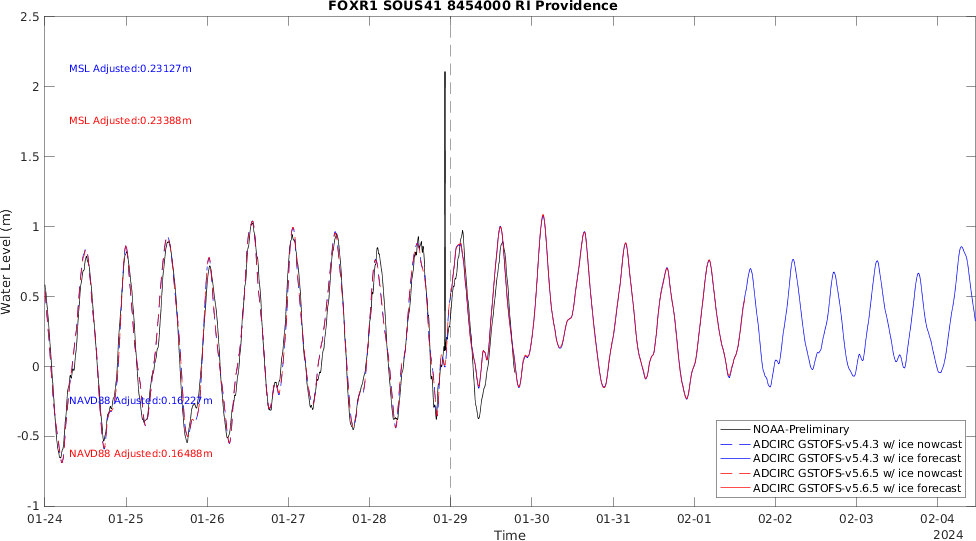 FOXR1 SOUS41 8454000 RI Providence
2.5
2
1.5
1
0.5
0
-0.5
-1
Water Level (m)
MSL Adjusted:0.23127m
MSL Adjusted:0.23388m
NAVD88 Adjusted:0.16227m
NAVD88 Adjusted:0.16488m
NOAA-Preliminary
ADCIRC GSTOFS-v5.4.3 w/ ice nowcast
ADCIRC GSTOFS-v5.4.3 w/ ice forecast
ADCIRC GSTOFS-v5.6.5 w/ ice nowcast
ADCIRC GSTOFS-v5.6.5 w/ ice forecast
01-24 01-25 01-26 01-27 01-28 01-29 01-30 01-31 02-01 02-02 02-03 02-04
Time
2024